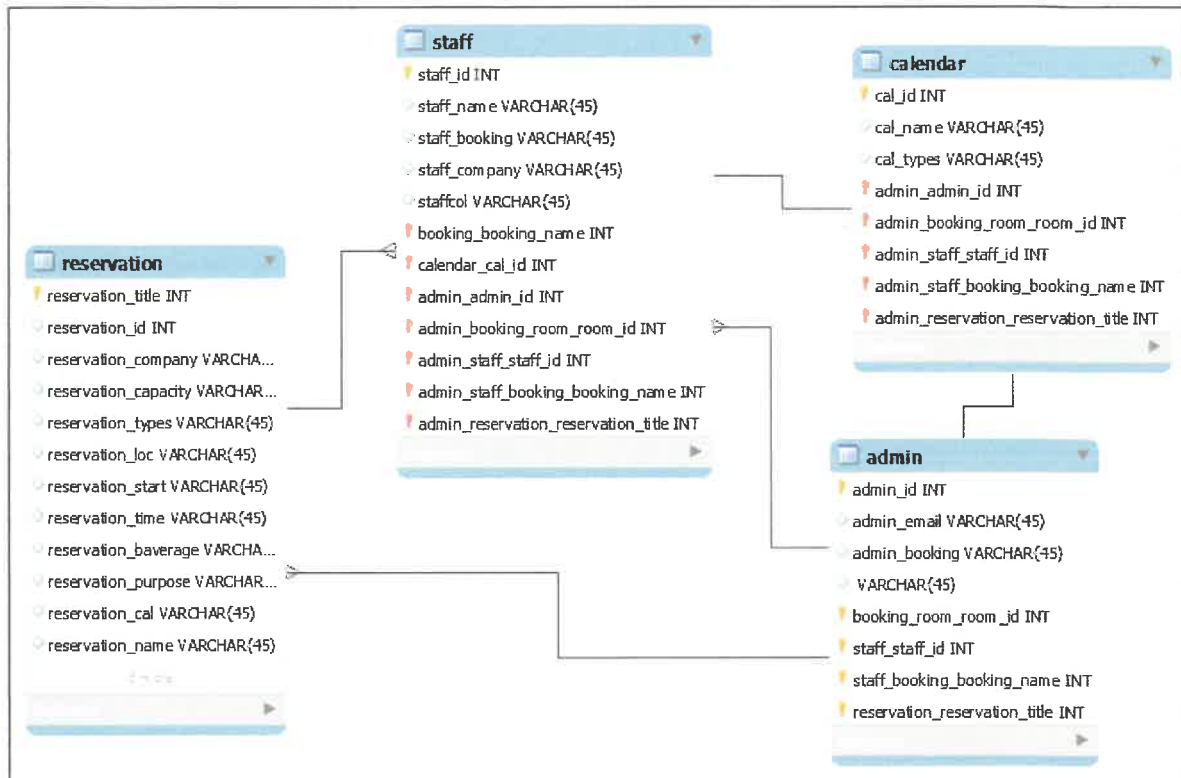 staff
staff_id INT
staff_name VARCHAR(45)
staff_booking VARCHAR(45)
staff_company VARCHAR(45)
staffcol VARCHAR(45)
booking_booking_name INT
calendar_cal_id INT
admin_admin_id INT
admin_booking_room_room_id INT
admin_staff_staff_id INT
admin_staff_booking_booking_name INT
admin_reservation_reservation_title INT
calendar
cal_id INT
cal_name VARCHAR(45)
cal_types VARCHAR(45)
admin_admin_id INT
admin_booking_room_room_id INT
admin_staff_staff_id INT
admin_staff_booking_booking_name INT
admin_reservation_reservation_title INT
reservation
reservation_title INT
reservation_id INT
reservation_company VARCHA...
reservation_capacity VARCHAR...
reservation_types VARCHAR(45)
reservation_loc VARCHAR(45)
reservation_start VARCHAR(45)
reservation_time VARCHAR(45)
reservation_baverage VARCHA...
reservation_purpose VARCHAR...
reservation_cal VARCHAR(45)
reservation_name VARCHAR(45)
admin
admin_id INT
admin_email VARCHAR(45)
admin_booking VARCHAR(45)
VARCHAR(45)
booking_room_room_id INT
staff_staff_id INT
staff_booking_booking_name INT
reservation_reservation_title INT